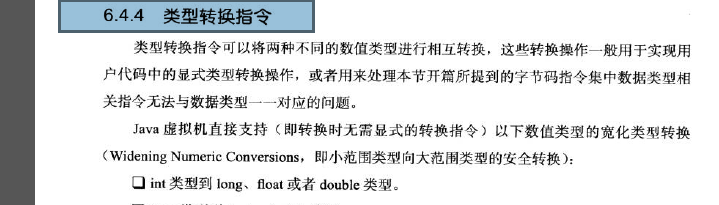 6.4.4 类型转换指令
类型转换指令可以将两种不同的数值类型进行相互转换，这些转换操作一般用于实现用
户代码中的显式类型转换操作，或者用来处理本节开篇所提到的字节码指令集中数据类型相
关指令无法与数据类型一一对应的问题。
Java 虚拟机直接支持（即转换时无需显式的转换指令）以下数值类型的宽化类型转换
（Widening Numeric Conversions，即小范围类型向大范围类型的安全转换）：
❑ int 类型到 long、float 或者 double 类型。